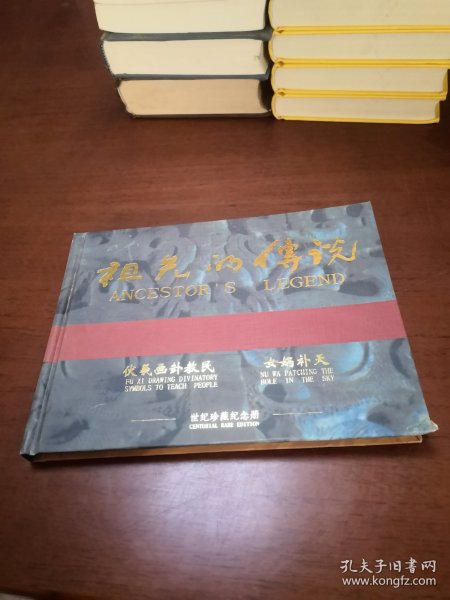 祖先的傳说
ANCESTOR'S LEGEND
伏羲画卦教民
FU XI DRAWING DIVINATORY
SYMBOLS TO TEACH PEOPLE
女娲补天
NU WA PATCHING THE
HOLE IN THE SKY
世纪珍藏纪念册
CENTURIAL RARE EDITION
孔夫子旧书网
www.kongfz.com